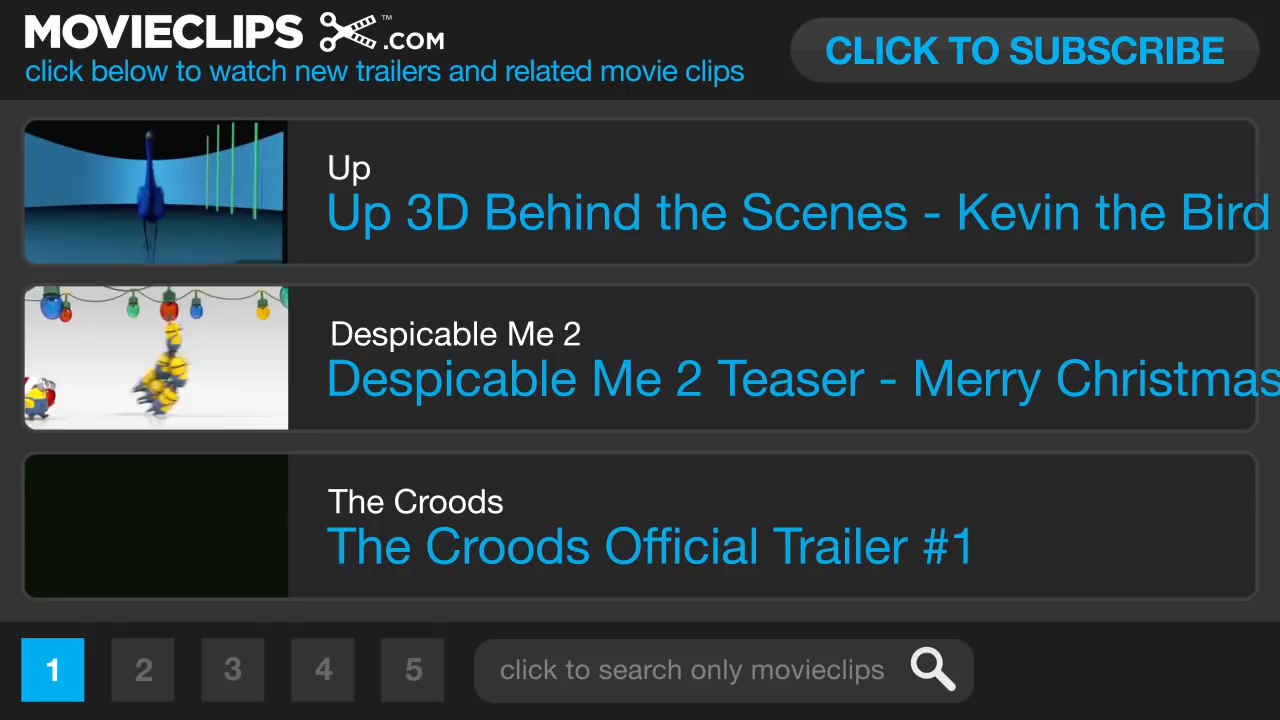 MOVIECLIPS ™ .COM
CLICK TO SUBSCRIBE
click below to watch new trailers and related movie clips
Up
Up 3D Behind the Scenes - Kevin the Bird
Despicable Me 2
Despicable Me 2 Teaser - Merry Christmas
The Croods
The Croods Official Trailer #1
1 2 3 4 5 click to search only movieclips